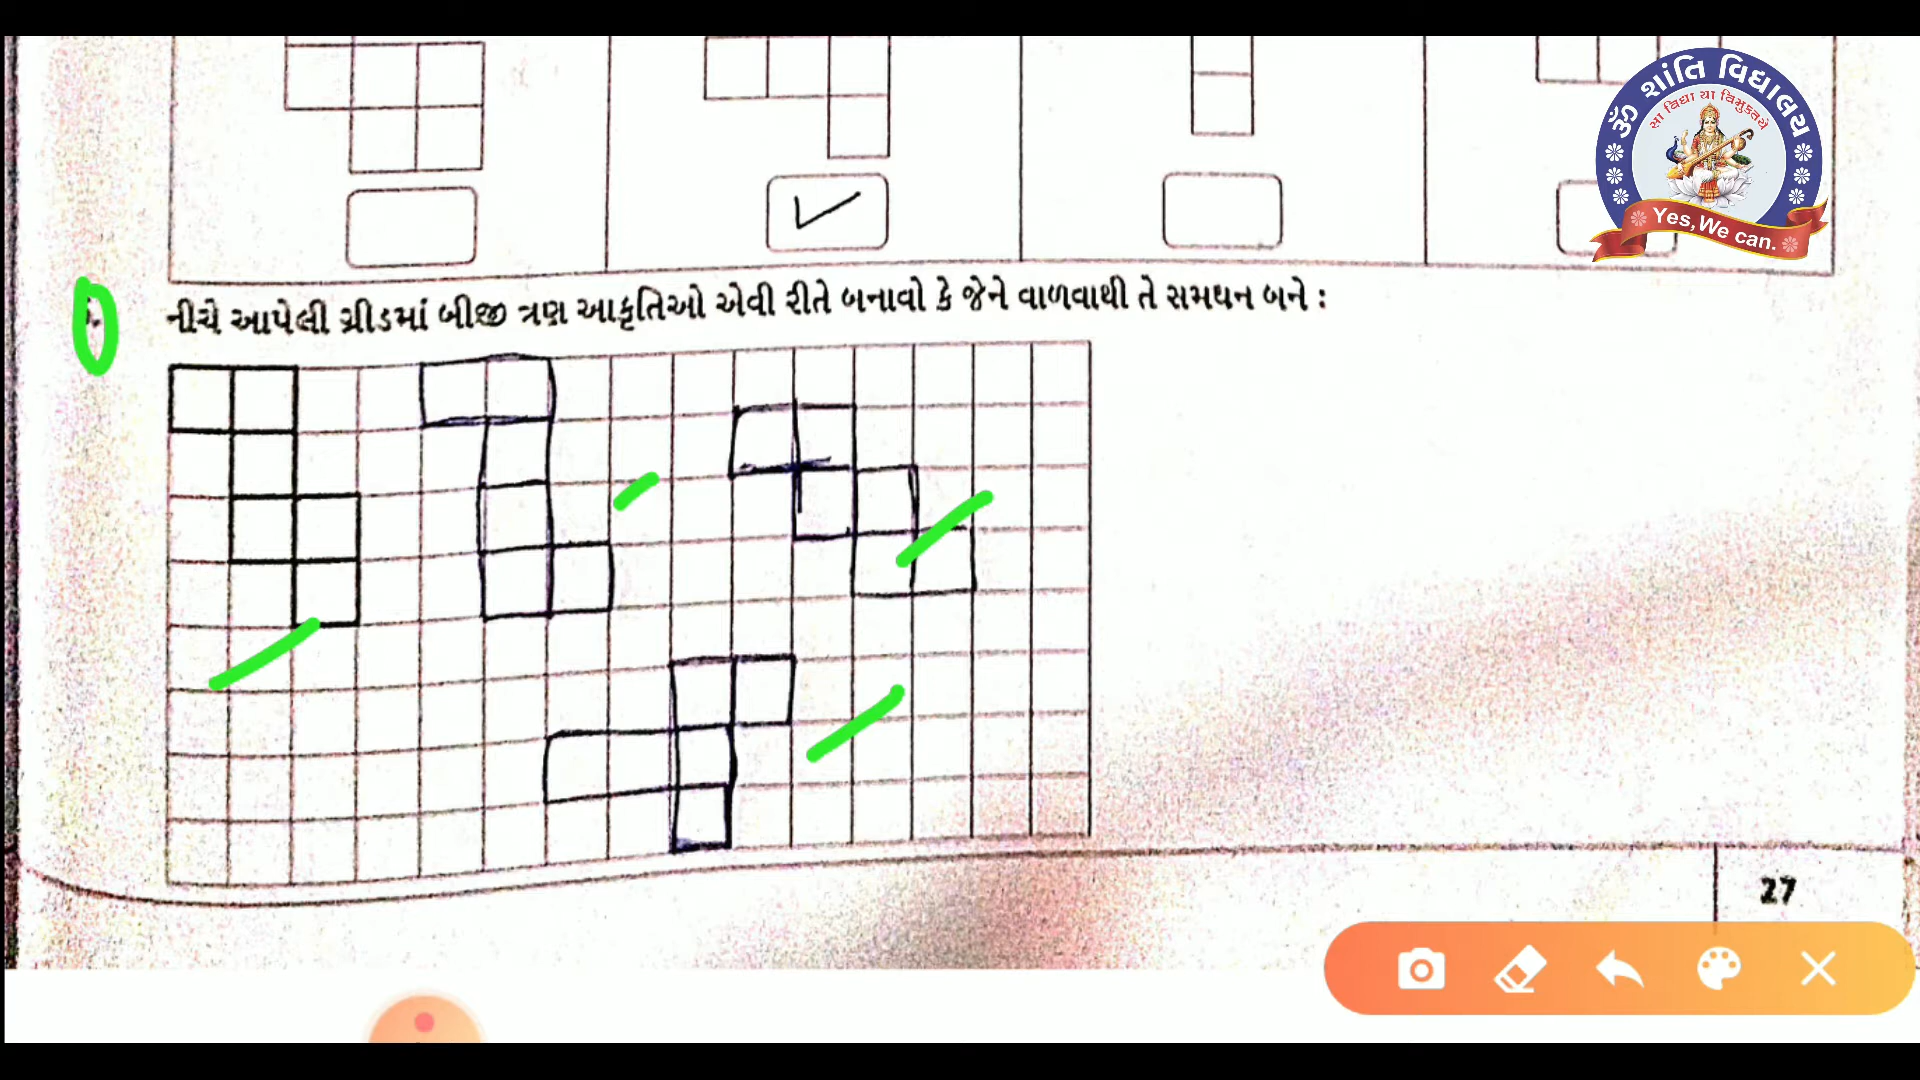 ૐ શાંતિ વિદ્યાલય
સા વિદ્યા યા વિમુક્તયે
Yes, We can.
નીચે આપેલી ગ્રીડમાં બીજી ત્રણ આકૃતિઓ એવી રીતે બનાવો કે જેને વાળવાથી તે સમઘન બને :
27